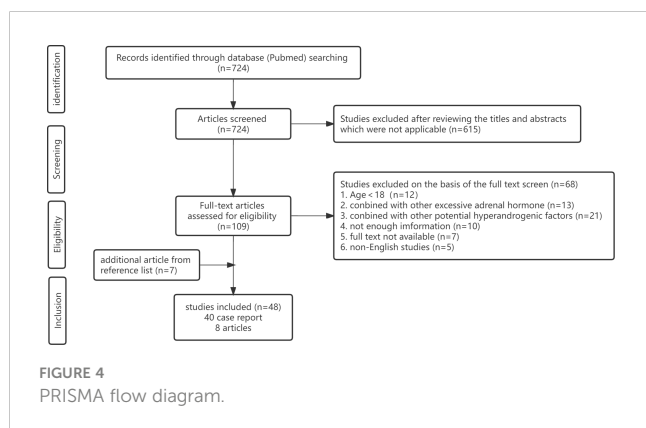 identification
Records identified through database (Pubmed) searching
(n=724)
Articles screened
(n=724)
Studies excluded after reviewing the titles and abstracts
which were not applicable (n=615)
Screening
Full-text articles
assessed for eligibility
(n=109)
Studies excluded on the basis of the full text screen (n=68)
1. Age < 18 (n=12)
2. conbined with other excessive adrenal hormone (n=13)
3. conbined with other potential hyperandrogenic factors (n=21)
4. not enough imformation (n=10)
5. full text not available (n=7)
6. non-English studies (n=5)
Eligibility
additional article from
reference list (n=7)
Inclusion
studies included (n=48)
40 case report
8 articles
FIGURE 4
PRISMA flow diagram.